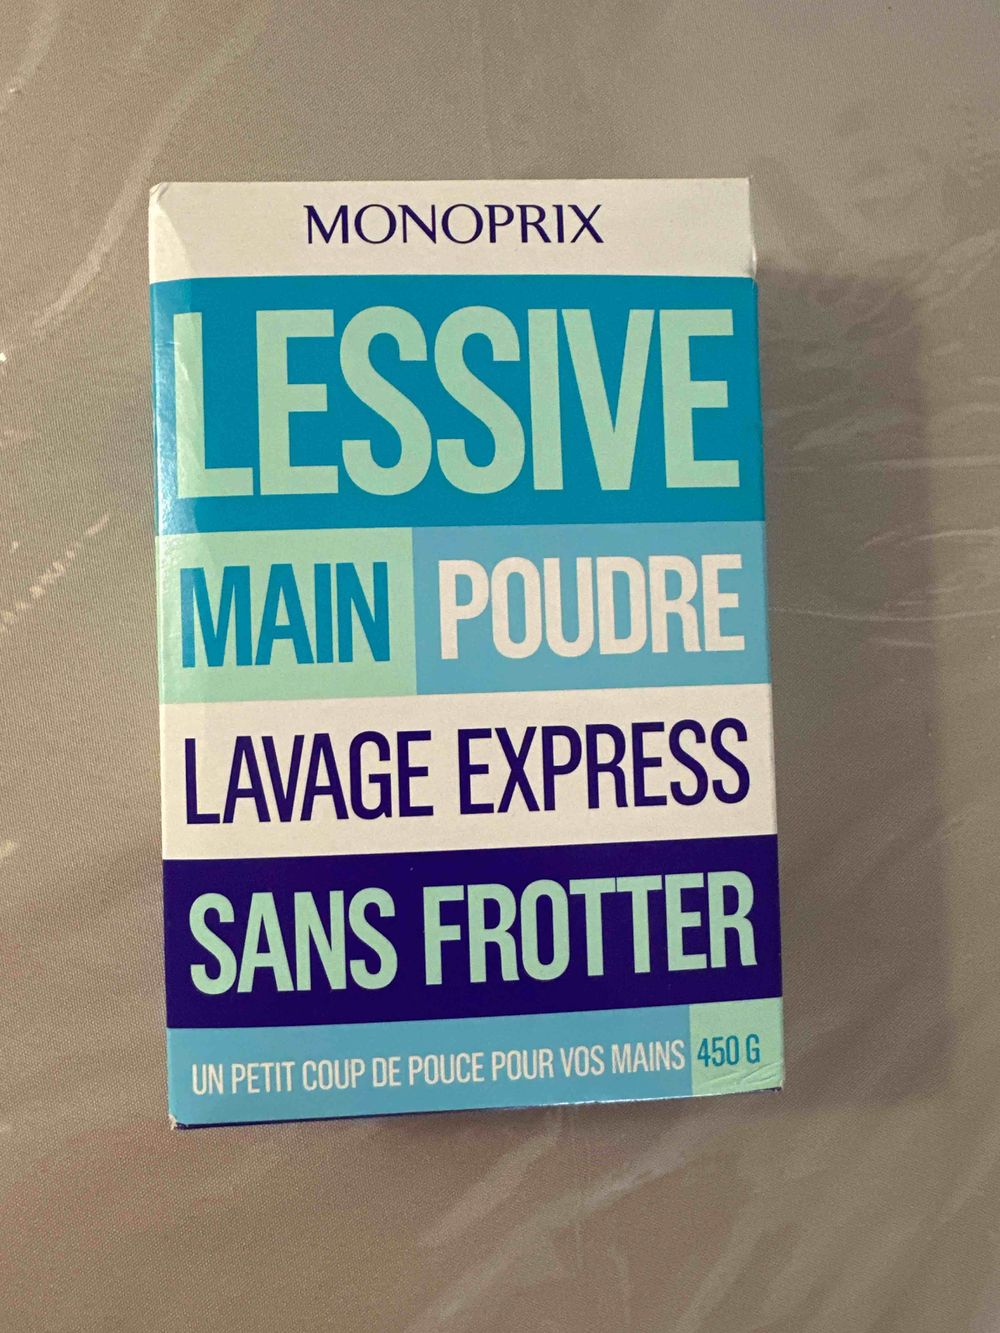 MONOPRIX
LESSIVE
MAIN POUDRE
LAVAGE EXPRESS
SANS FROTTER
UN PETIT COUP DE POUCE POUR VOS MAINS 450 G